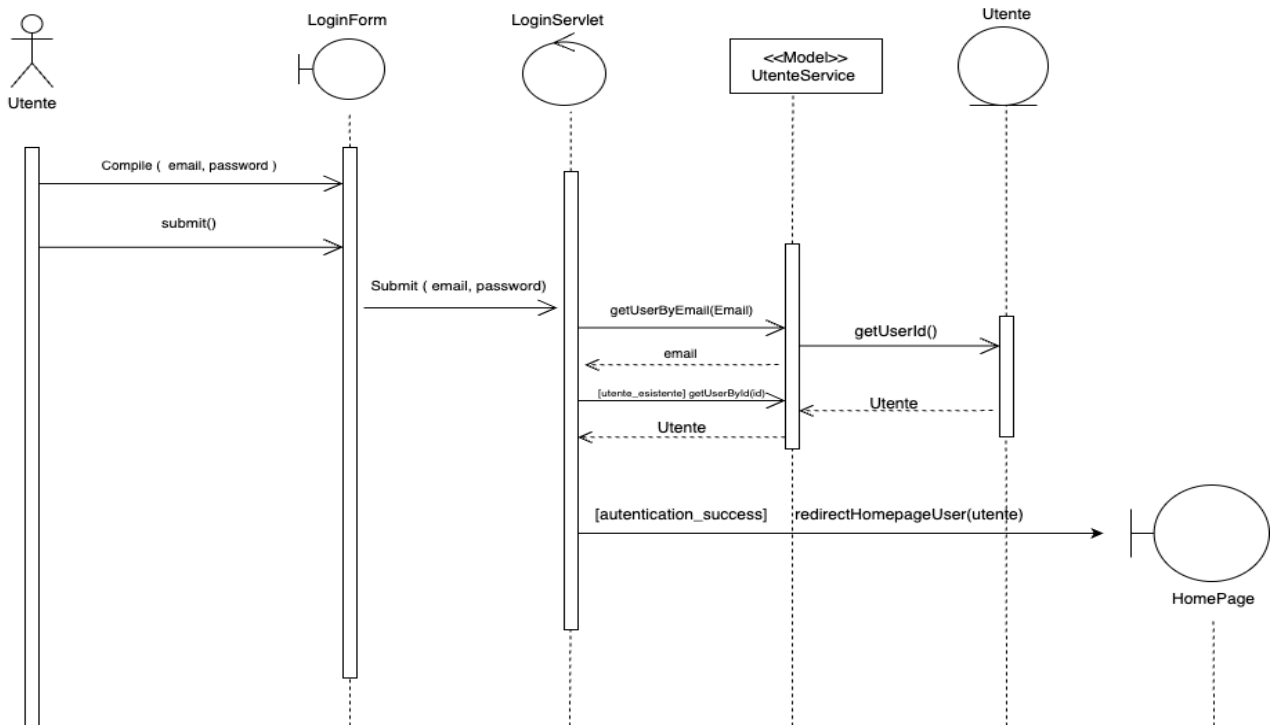 LoginForm
LoginServlet
Utente
<<Model>>
UtenteService
Utente
Compile ( email, password )
submit()
Submit ( email, password)
getUserByEmail(Email)
getUserId()
email
[utente_esistente] getUserById(id)
Utente
Utente
[autentication_success] redirectHomepageUser(utente)
HomePage